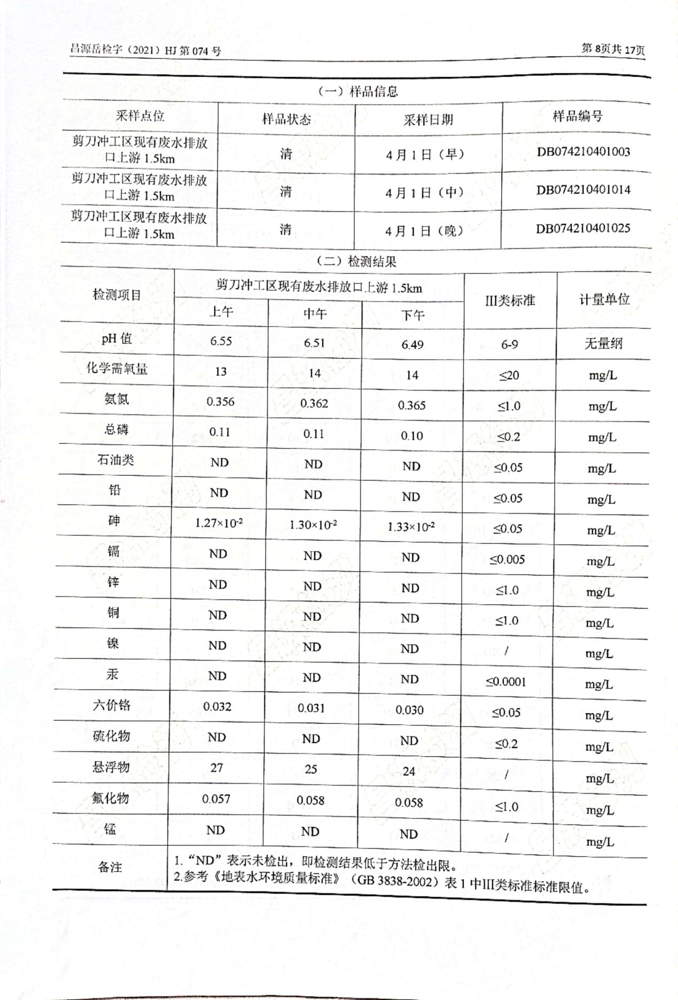 昌源岳检字（2021）HJ 第 074 号
第 8页共 17页
（一）样品信息
采样点位 样品状态 采样日期 样品编号
剪刀冲工区现有废水排放
口上游 1.5km
清 4 月 1 日（早） DB074210401003
剪刀冲工区现有废水排放
口上游 1.5km
清 4 月 1 日（中） DB074210401014
剪刀冲工区现有废水排放
口上游 1.5km
清 4 月 1 日（晚） DB074210401025
（二）检测结果
检测项目 剪刀冲工区现有废水排放口上游 1.5km III类标准 计量单位
上午 中午 下午
pH 值 6.55 6.51 6.49 6-9 无量纲
化学需氧量 13 14 14 ≤20 mg/L
氨氮 0.356 0.362 0.365 ≤1.0 mg/L
总磷 0.11 0.11 0.10 ≤0.2 mg/L
石油类 ND ND ND ≤0.05 mg/L
铅 ND ND ND ≤0.05 mg/L
砷 1.27×10⁻² 1.30×10⁻² 1.33×10⁻² ≤0.05 mg/L
镉 ND ND ND ≤0.005 mg/L
锌 ND ND ND ≤1.0 mg/L
铜 ND ND ND ≤1.0 mg/L
镍 ND ND ND / mg/L
汞 ND ND ND ≤0.0001 mg/L
六价铬 0.032 0.031 0.030 ≤0.05 mg/L
硫化物 ND ND ND ≤0.2 mg/L
悬浮物 27 25 24 / mg/L
氟化物 0.057 0.058 0.058 ≤1.0 mg/L
锰 ND ND ND / mg/L
备注
1.“ND”表示未检出，即检测结果低于方法检出限。
2.参考《地表水环境质量标准》（GB 3838-2002）表 1 中III类标准标准限值。